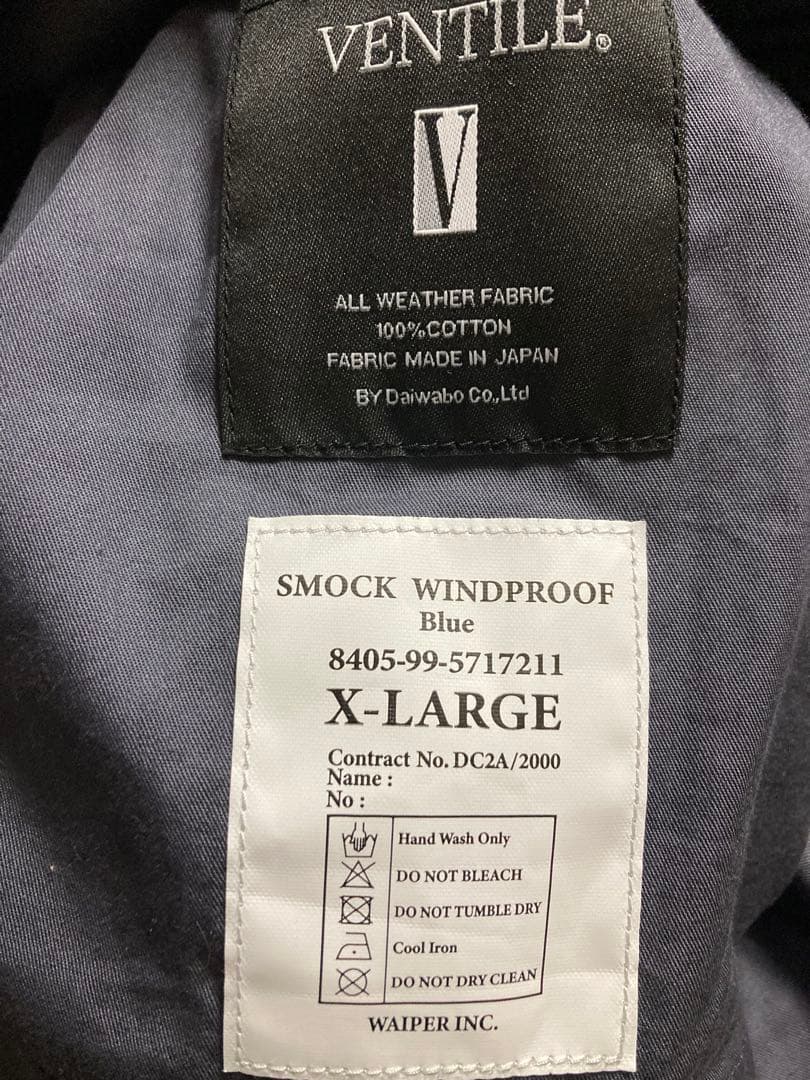 VENTILE®
V
ALL WEATHER FABRIC
100%COTTON
FABRIC MADE IN JAPAN
BY Daiwabo Co.,Ltd
SMOCK WINDPROOF
Blue
8405-99-5717211
X-LARGE
Contract No. DC2A/2000
Name :
No :
Hand Wash Only
DO NOT BLEACH
DO NOT TUMBLE DRY
Cool Iron
DO NOT DRY CLEAN
WAIPER INC.